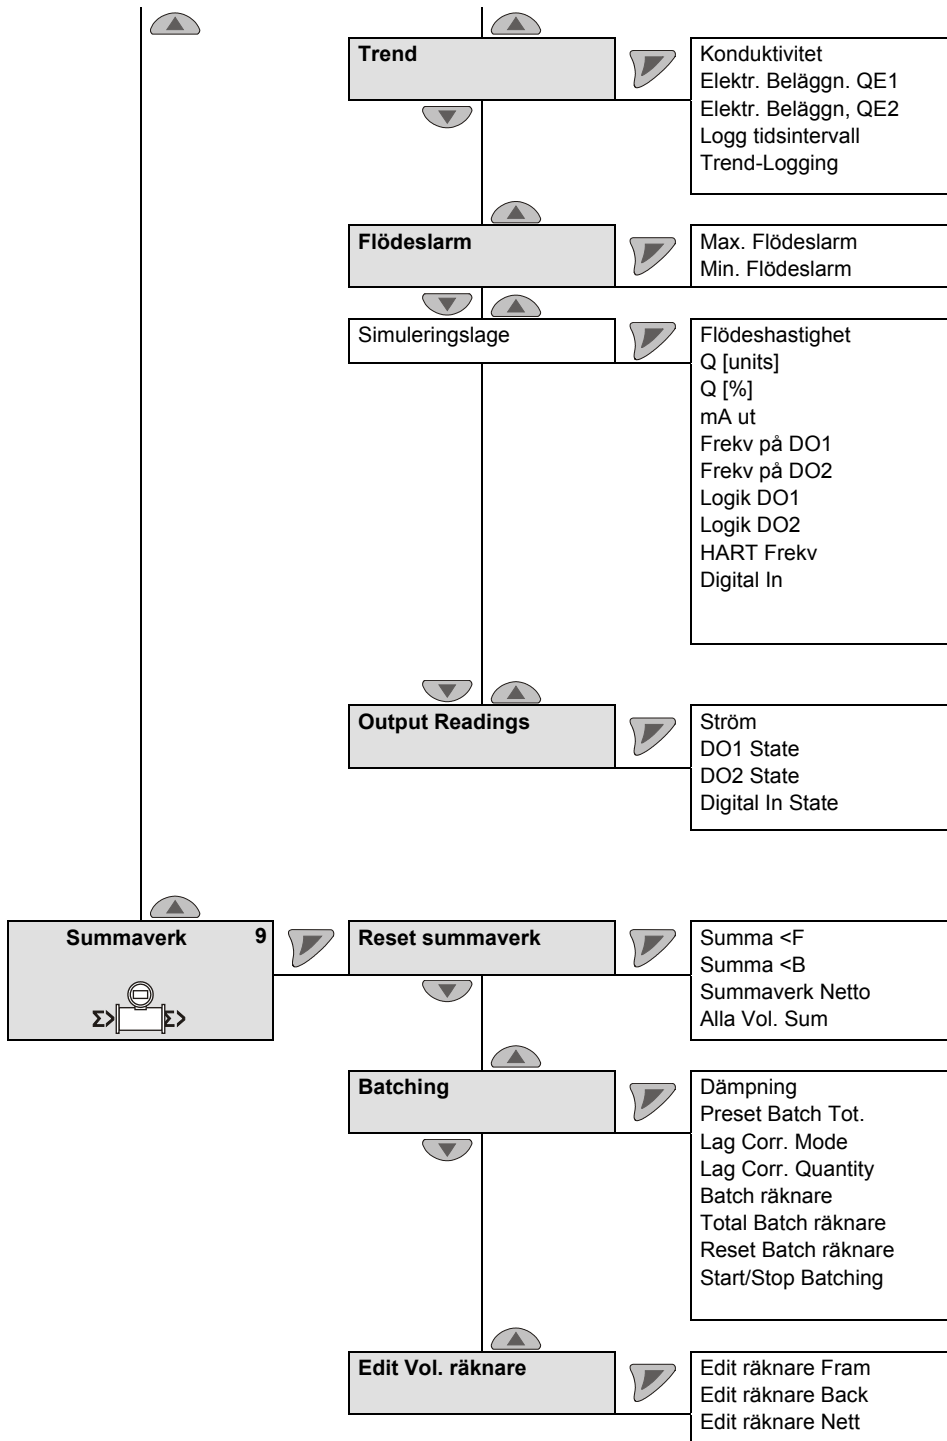 Trend
Konduktivitet
Elektr. Beläggn. QE1
Elektr. Beläggn, QE2
Logg tidsintervall
Trend-Logging
Flödeslarm
Max. Flödeslarm
Min. Flödeslarm
Simuleringslage
Flödeshastighet
Q [units]
Q [%]
mA ut
Frekv på DO1
Frekv på DO2
Logik DO1
Logik DO2
HART Frekv
Digital In
Output Readings
Ström
DO1 State
DO2 State
Digital In State
Summaverk 9
Σ> Σ>
Reset summaverk
Summa <F
Summa <B
Summaverk Netto
Alla Vol. Sum
Batching
Dämpning
Preset Batch Tot.
Lag Corr. Mode
Lag Corr. Quantity
Batch räknare
Total Batch räknare
Reset Batch räknare
Start/Stop Batching
Edit Vol. räknare
Edit räknare Fram
Edit räknare Back
Edit räknare Nett